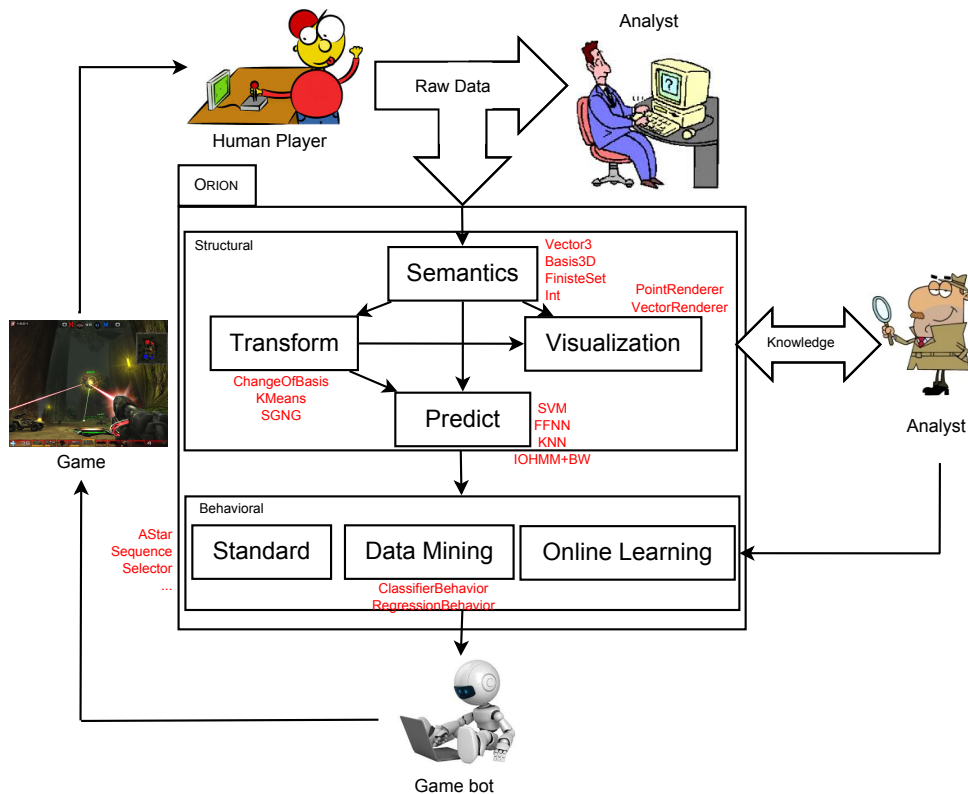 Analyst
Raw Data
?
Human Player
ORION
Structural
Semantics
Vector3
Basis3D
FinisteSet
Int
PointRenderer
VectorRenderer
Transform
Visualization
Knowledge
ChangeOfBasis
KMeans
SGNG
Predict
SVM
FFNN
KNN
IOHMM+BW
Analyst
Game
Behavioral
AStar
Sequence
Selector
...
Standard
Data Mining
Online Learning
ClassifierBehavior
RegressionBehavior
Game bot